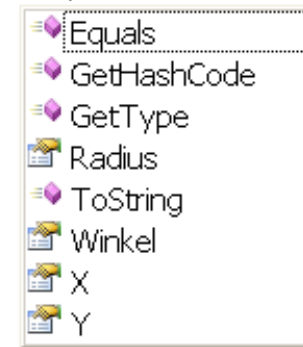 Equals
GetHashCode
GetType
Radius
ToString
Winkel
X
Y